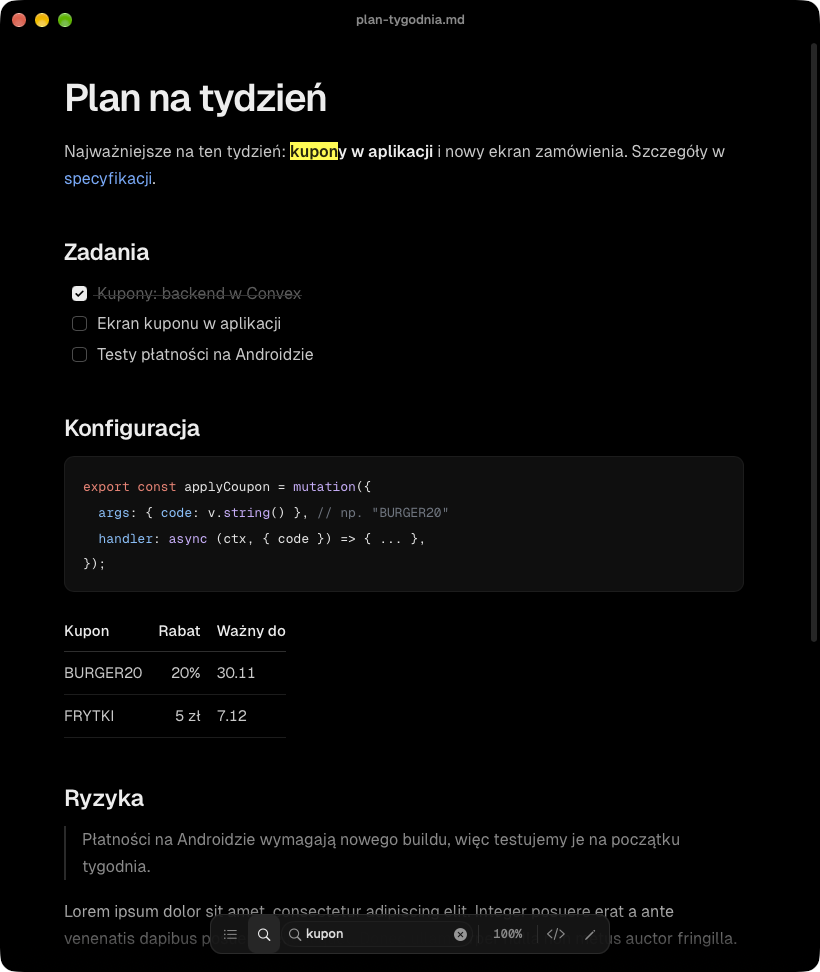 plan-tygodnia.md
Plan na tydzień
Najważniejsze na ten tydzień: kupony w aplikacji i nowy ekran zamówienia. Szczegóły w
specyfikacji.
Zadania
Kupony: backend w Convex
Ekran kuponu w aplikacji
Testy płatności na Androidzie
Konfiguracja
export const applyCoupon = mutation({
  args: { code: v.string() }, // np. "BURGER20"
  handler: async (ctx, { code }) => { ... },
});
Kupon Rabat Ważny do
BURGER20 20% 30.11
FRYTKI 5 zł 7.12
Ryzyka
Płatności na Androidzie wymagają nowego buildu, więc testujemy je na początku
tygodnia.
Lorem ipsum dolor sit amet, consectetur adipiscing elit. Integer posuere erat a ante
venenatis dapibus auctor fringilla.
kupon 100% </>